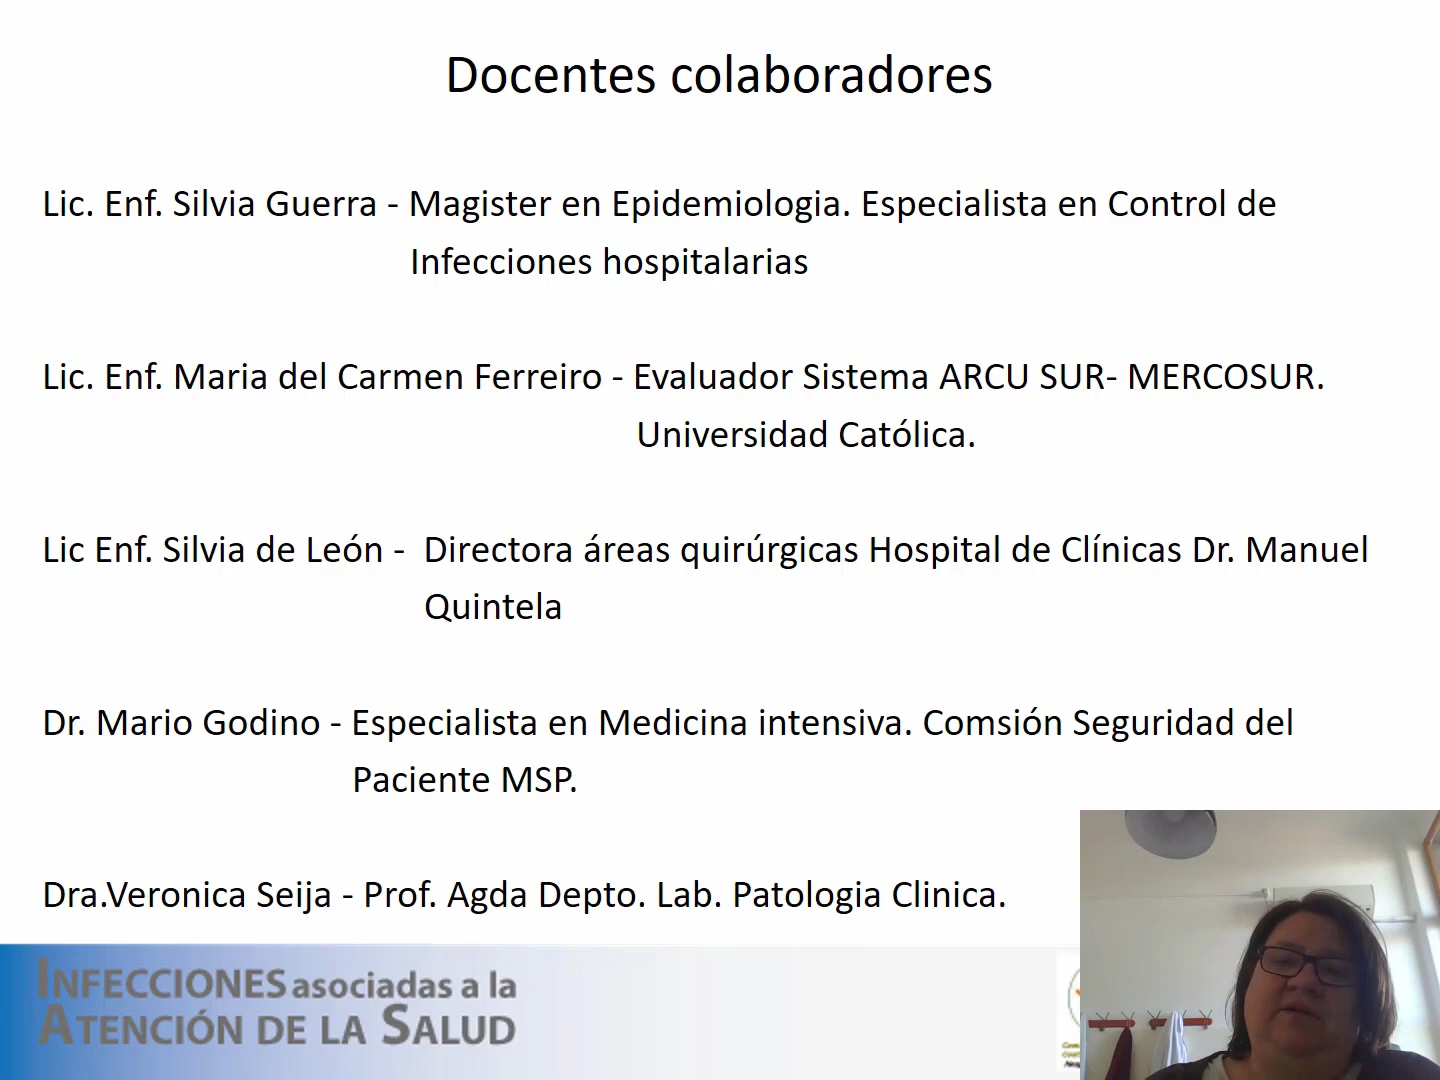 Docentes colaboradores
Lic. Enf. Silvia Guerra - Magister en Epidemiologia. Especialista en Control de
Infecciones hospitalarias
Lic. Enf. Maria del Carmen Ferreiro - Evaluador Sistema ARCU SUR- MERCOSUR.
Universidad Católica.
Lic Enf. Silvia de León - Directora áreas quirúrgicas Hospital de Clínicas Dr. Manuel
Quintela
Dr. Mario Godino - Especialista en Medicina intensiva. Comsión Seguridad del
Paciente MSP.
Dra.Veronica Seija - Prof. Agda Depto. Lab. Patologia Clinica.
INFECCIONES asociadas a la
ATENCIÓN DE LA SALUD